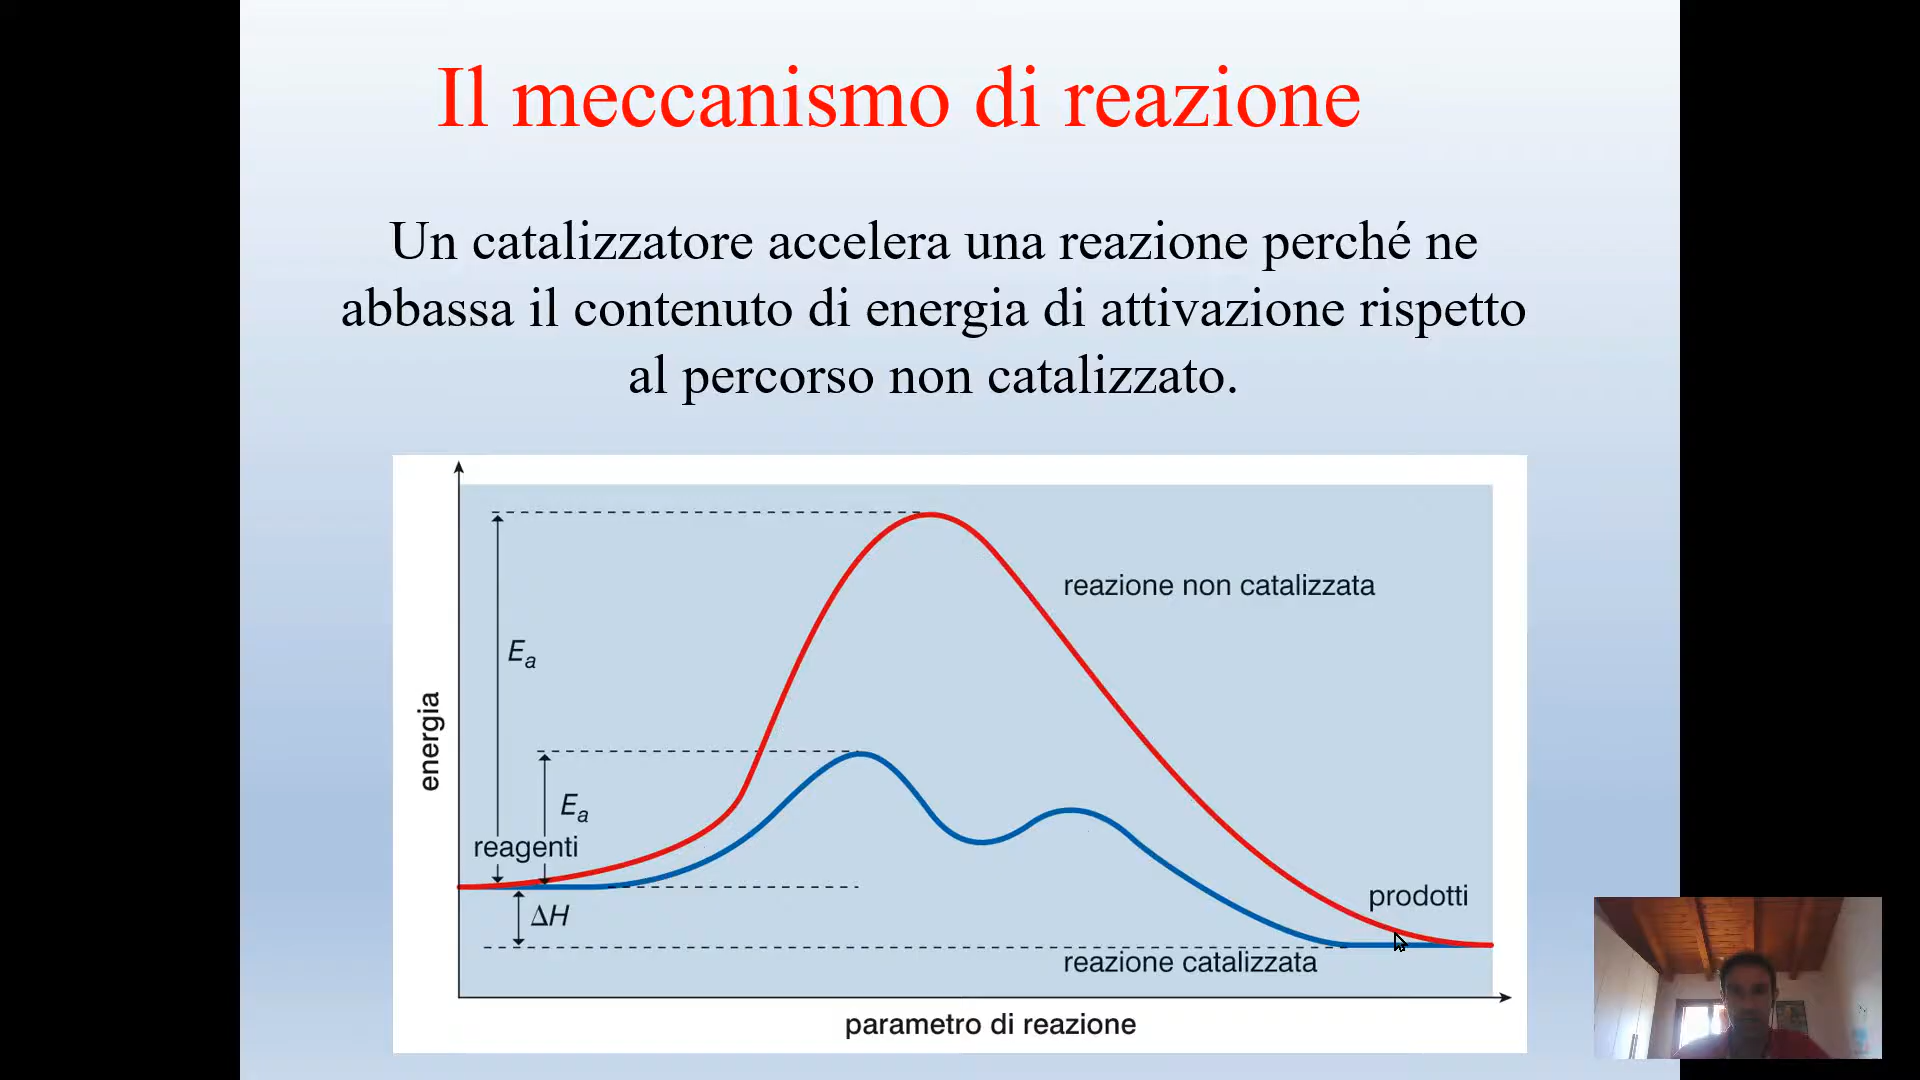 Il meccanismo di reazione
Un catalizzatore accelera una reazione perché ne
abbassa il contenuto di energia di attivazione rispetto
al percorso non catalizzato.
reazione non catalizzata
Ea
energia
Ea
reagenti
prodotti
ΔH
reazione catalizzata
parametro di reazione